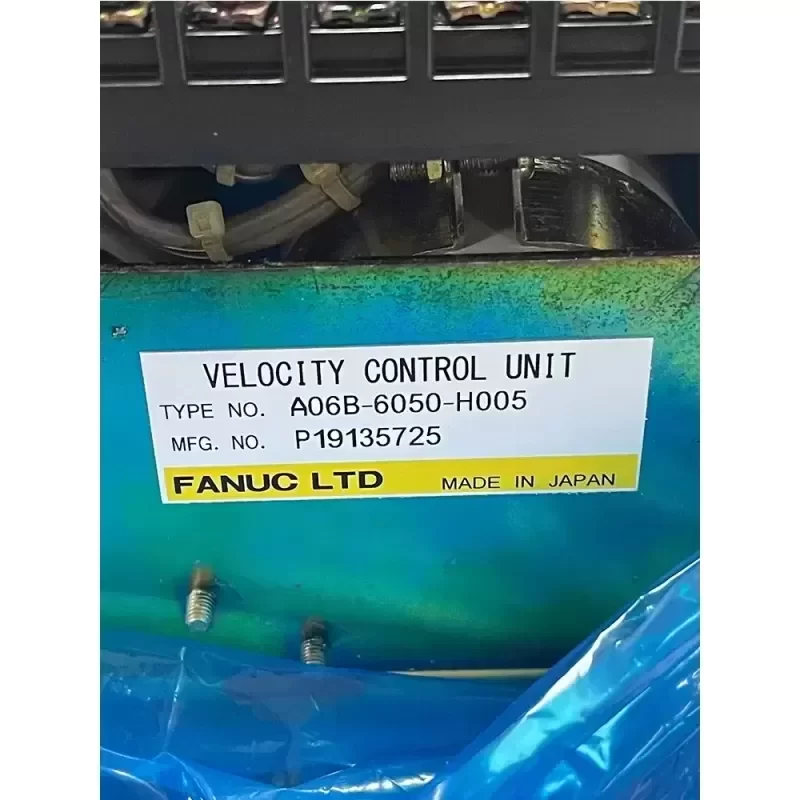 VELOCITY CONTROL UNIT
TYPE NO. A06B-6050-H005
MFG. NO. P19135725
FANUC LTD MADE IN JAPAN